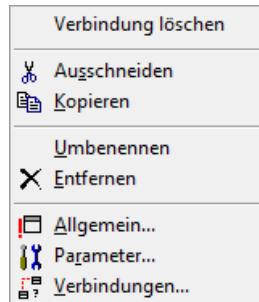 Verbindung löschen
Ausschneiden
Kopieren
Umbenennen
Entfernen
Allgemein...
Parameter...
Verbindungen...